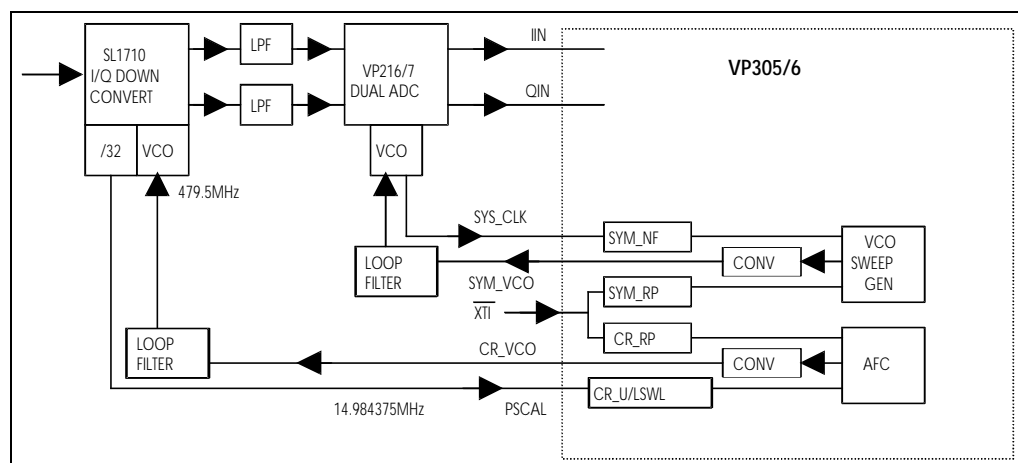 SL1710
I/Q DOWN
CONVERT
/32
VCO
LPF
LPF
VP216/7
DUAL ADC
VCO
IIN
QIN
VP305/6
479.5MHz
SYS_CLK
SYM_NF
VCO
SWEEP
GEN
LOOP
FILTER
SYM_VCO
CONV
SYM_RP
XTI
CR_RP
LOOP
FILTER
CR_VCO
CONV
AFC
14.984375MHz
PSCAL
CR_U/LSWL